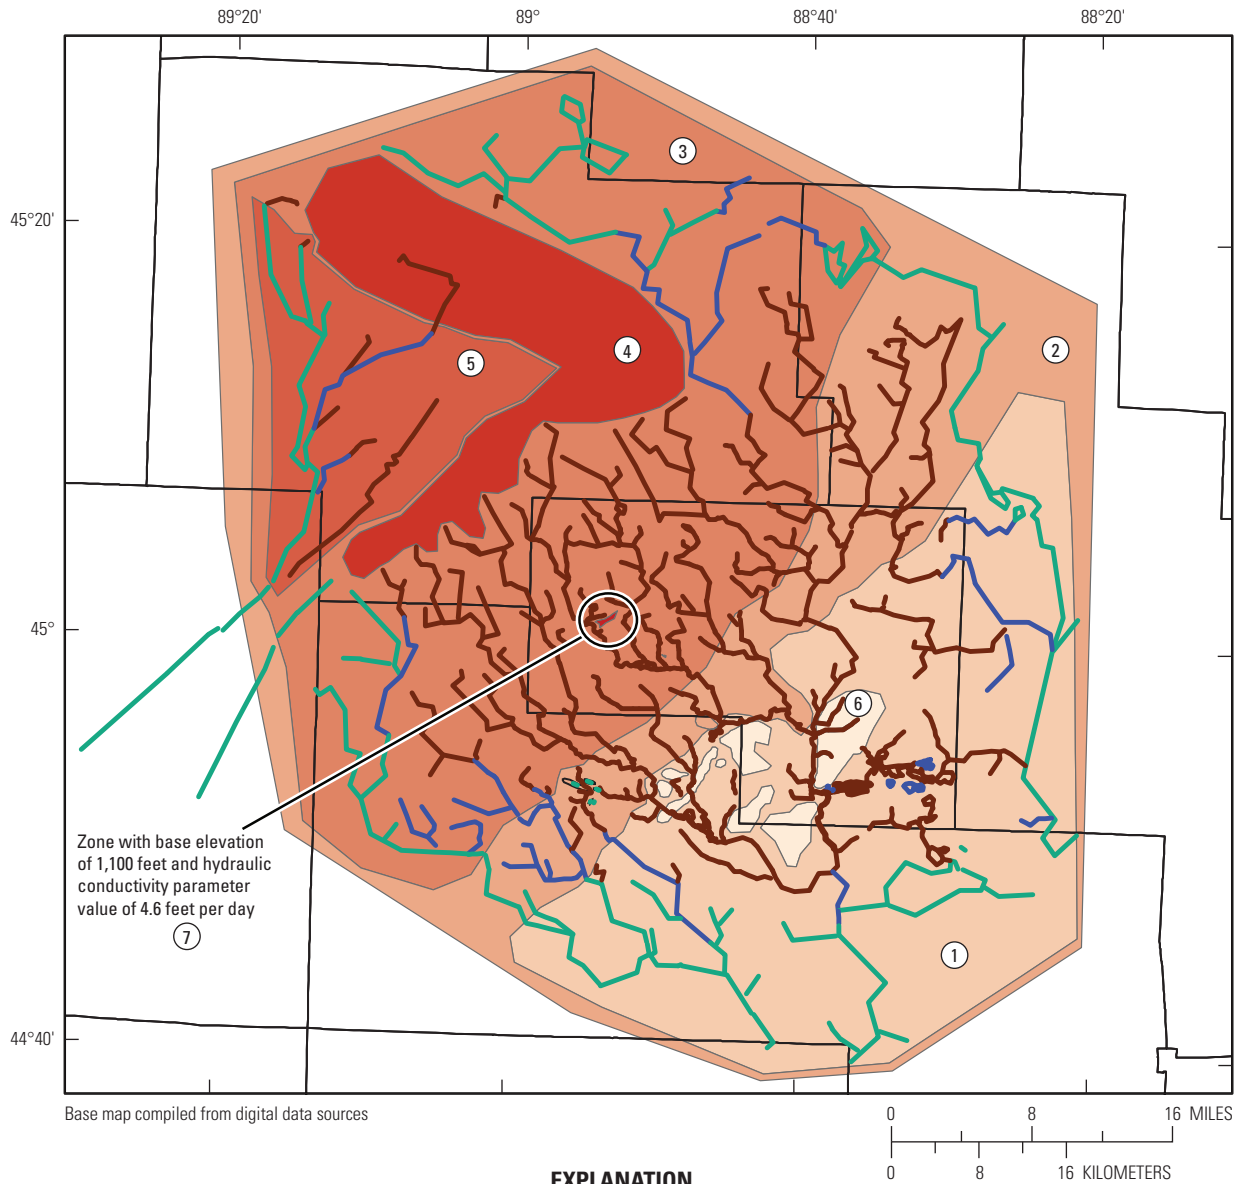 89°20'
89°
88°40'
88°20'
3
45°20'
2
4
5
45°
6
Zone with base elevation
of 1,100 feet and hydraulic
conductivity parameter
value of 4.6 feet per day
7
1
44°40'
Base map compiled from digital data sources
0 8 16 MILES
0 8 16 KILOMETERS
EXPLANATION